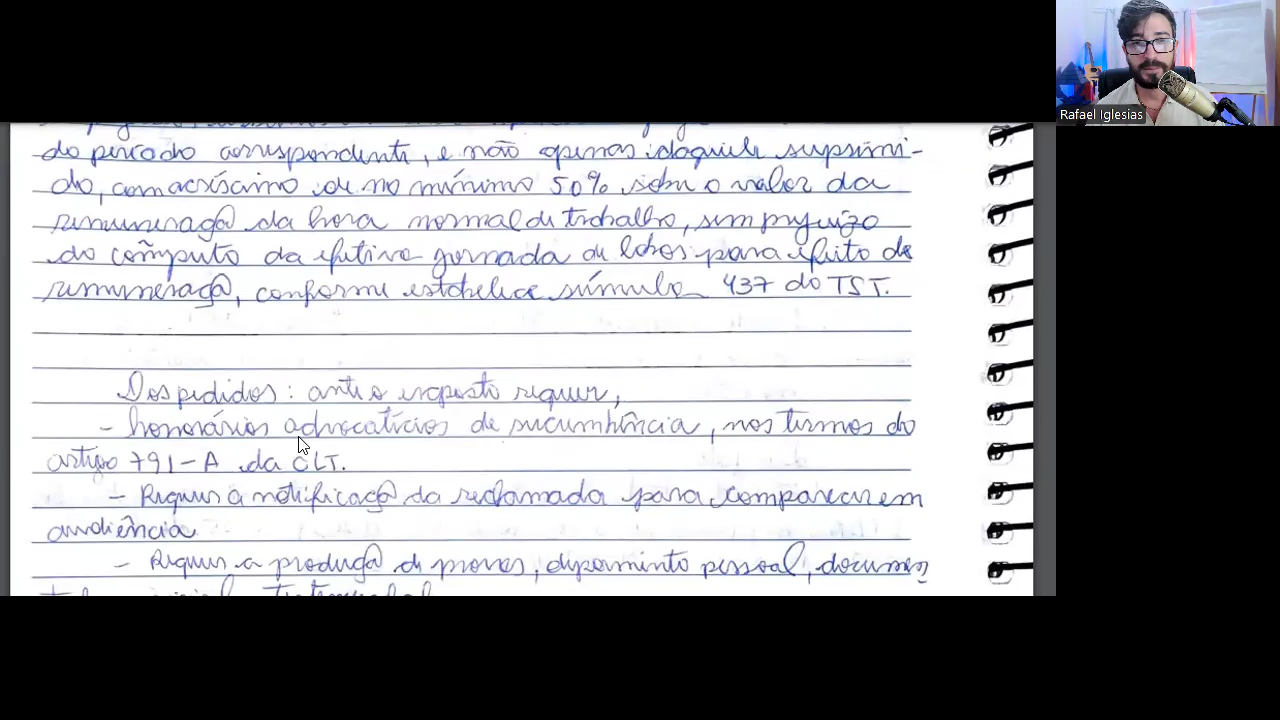 Rafael Iglesias
do período correspondente, e não apenas daquele suprimi-
do, com acréscimo de no mínimo 50% sobre o valor da
remuneração da hora normal de trabalho, sem prejuízo
do cômputo da efetiva jornada de labor para efeito de
remuneração, conforme estabelece súmula 437 do TST.
Dos pedidos: ante o exposto requer,
- honorários advocatícios de sucumbência, nos termos do
artigo 791-A da CLT.
- Requer a notificação da reclamada para comparecer em
audiência
- Requer a produção de provas, depoimento pessoal, documen